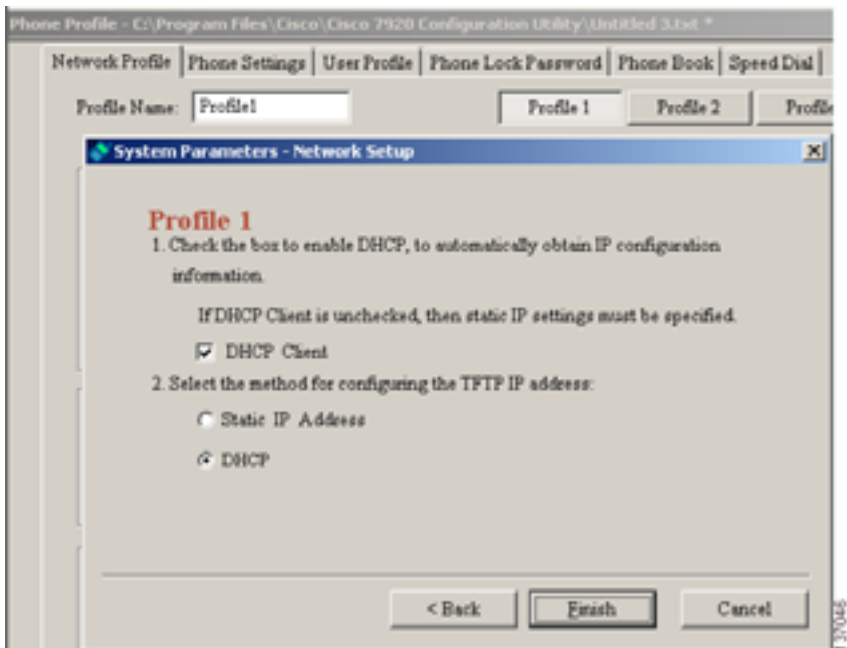 Phone Profile - C:\Program Files\Cisco\Cisco 7920 Configuration Utility\Untitled 3.txt *
Network Profile Phone Settings User Profile Phone Lock Password Phone Book Speed Dial
Profile Name: Profile1 Profile 1 Profile 2 Profile
System Parameters - Network Setup
Profile 1
1. Check the box to enable DHCP, to automatically obtain IP configuration
information.
If DHCP Client is unchecked, then static IP settings must be specified.
DHCP Client
2. Select the method for configuring the TFTP IP address:
Static IP Address
DHCP
< Back Finish Cancel
137046